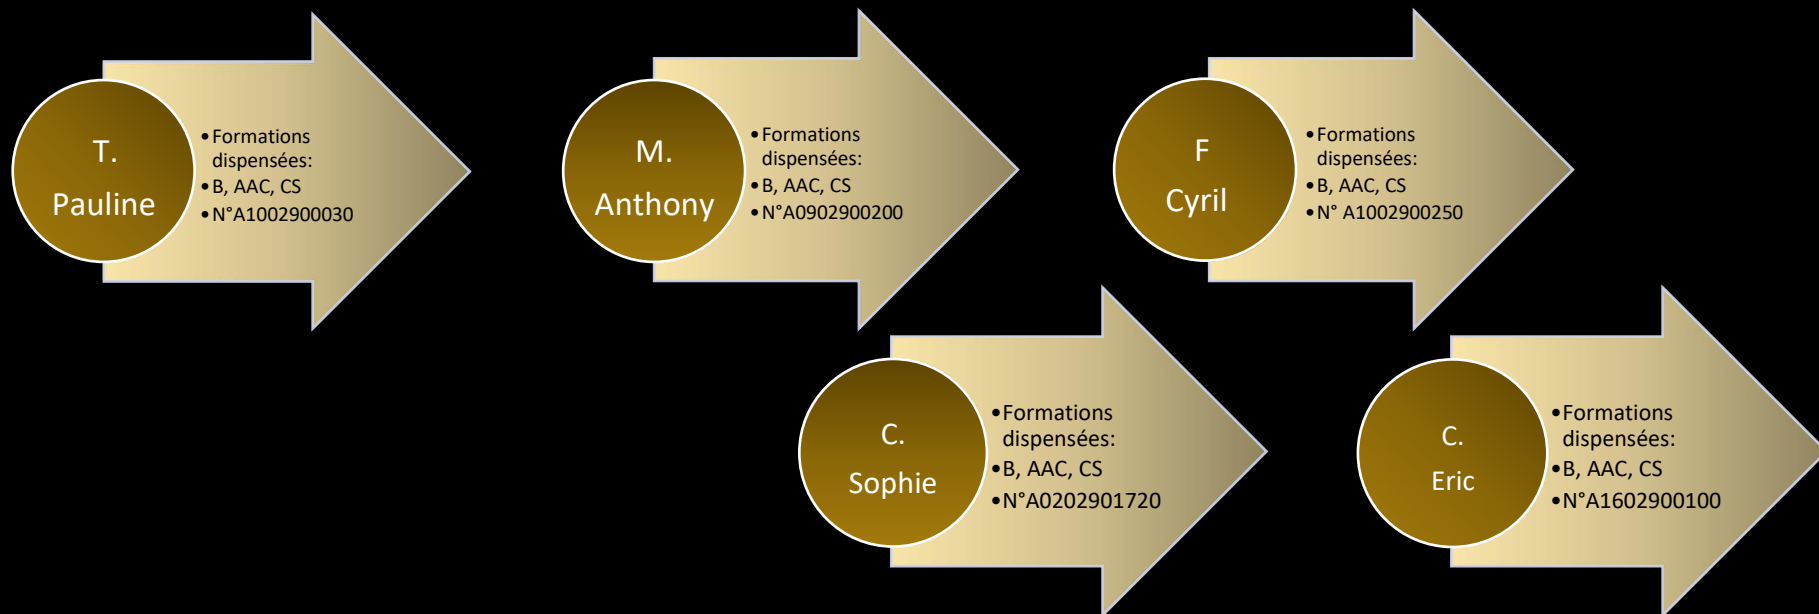 T.
Pauline
•Formations
dispensées:
•B, AAC, CS
•N°A1002900030
M.
Anthony
•Formations
dispensées:
•B, AAC, CS
•N°A0902900200
F
Cyril
•Formations
dispensées:
•B, AAC, CS
•N° A1002900250
C.
Sophie
•Formations
dispensées:
•B, AAC, CS
•N°A0202901720
C.
Eric
•Formations
dispensées:
•B, AAC, CS
•N°A1602900100